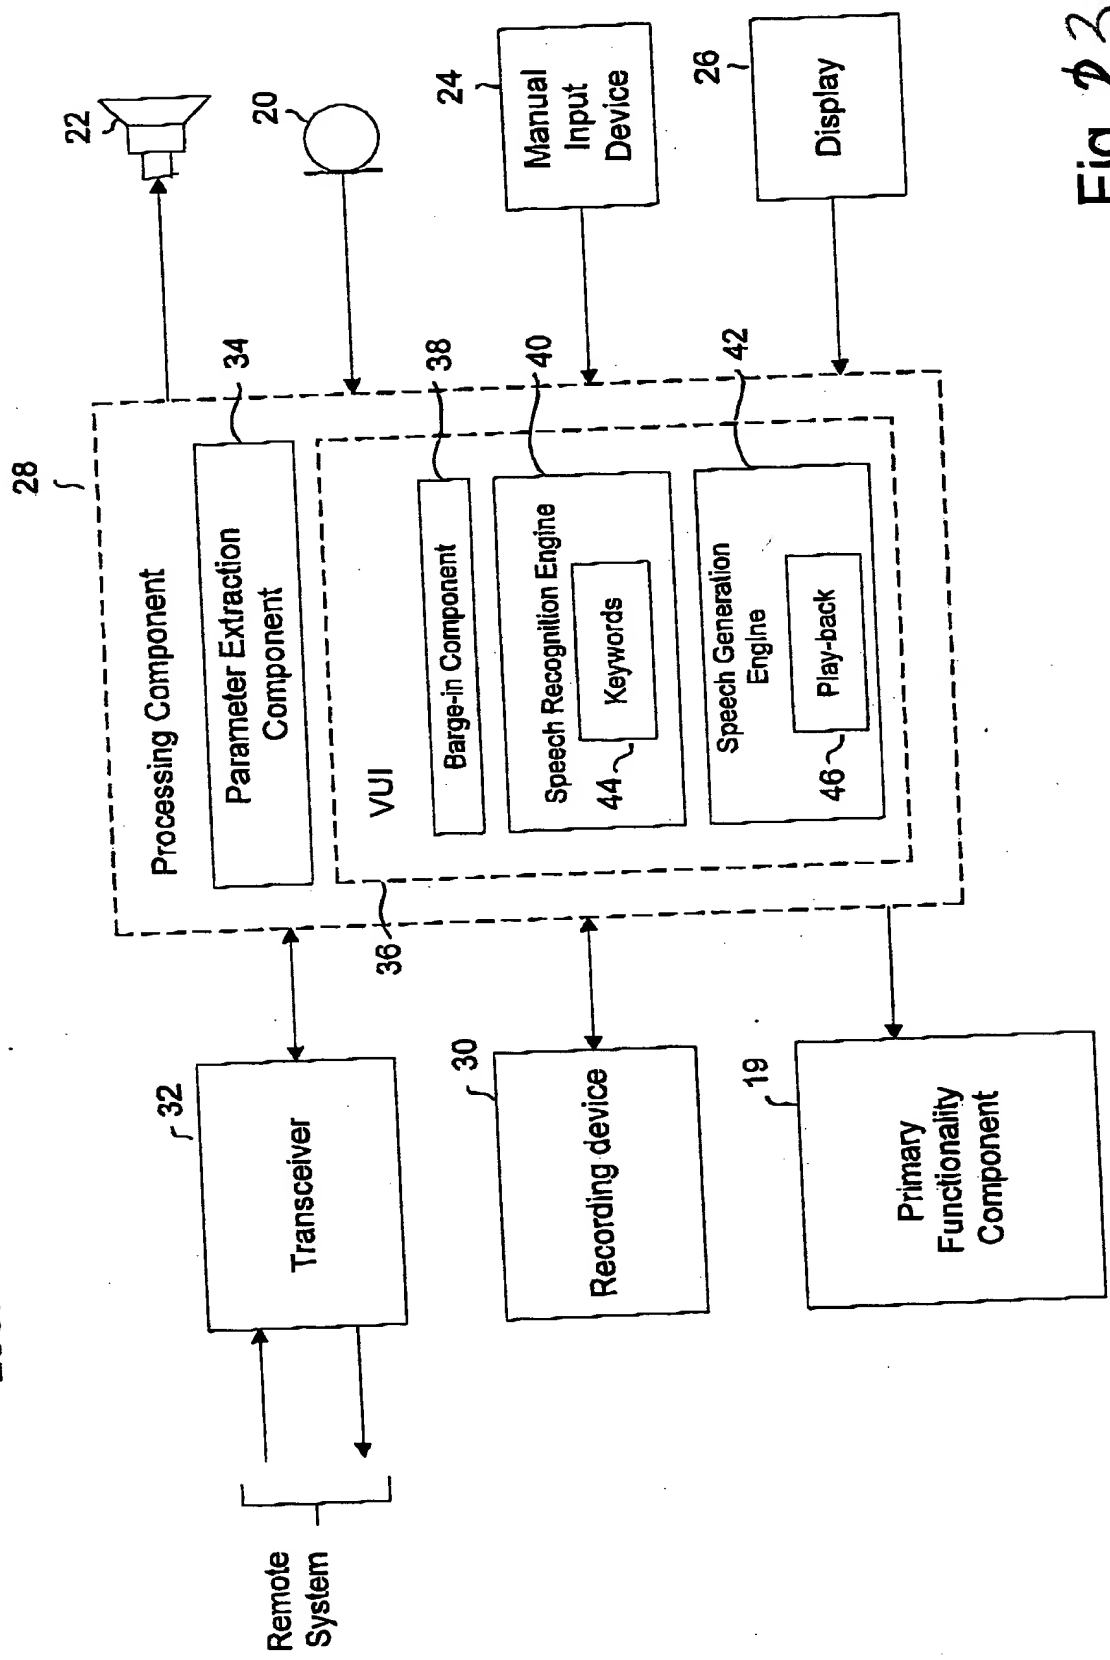 28
Processing Component
34
Parameter Extraction
Component
36
VUI
38
Barge-in Component
40
Speech Recognition Engine
44
Keywords
42
Speech Generation
Engine
46
Play-back
22
20
24
Manual
Input
Device
26
Display
32
Transceiver
30
Recording device
19
Primary
Functionality
Component
Remote
System
Fig. 2